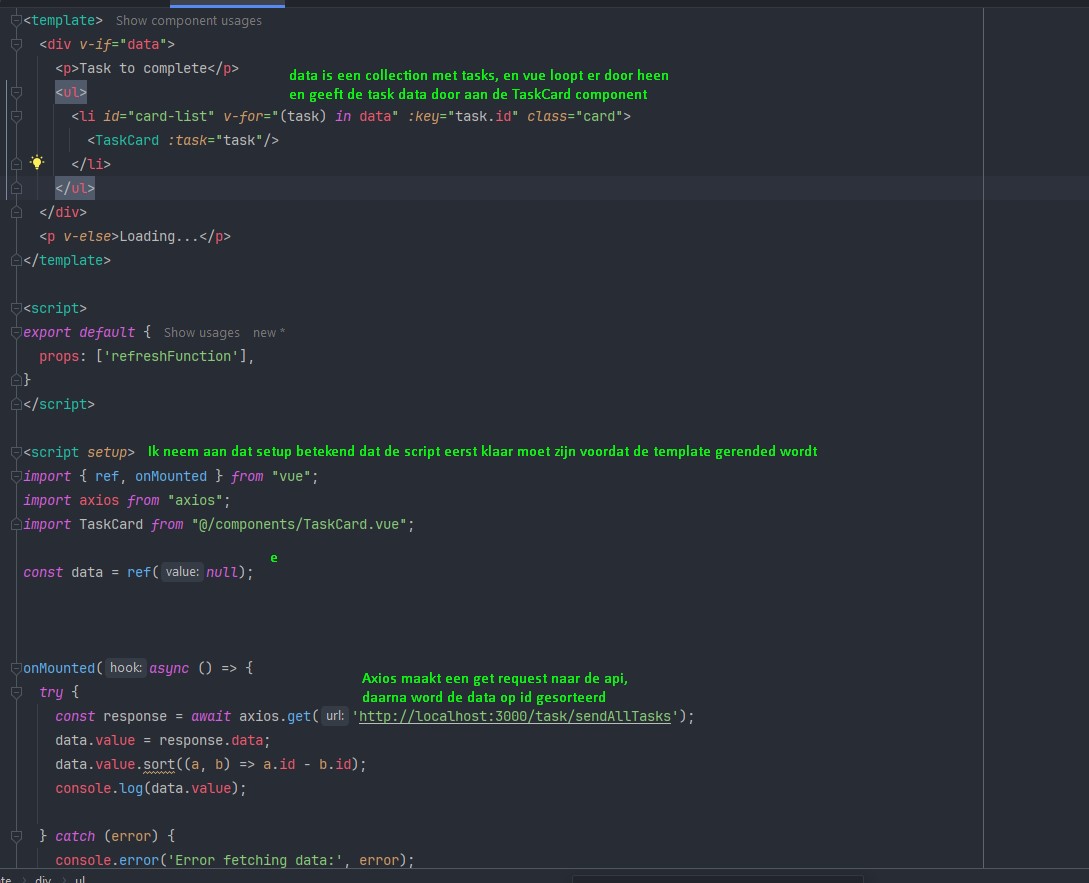 <template> Show component usages
<div v-if="data">
<p>Task to complete</p>
data is een collection met tasks, en vue loopt er door heen
<ul>
en geeft de task data door aan de TaskCard component
<li id="card-list" v-for="(task) in data" :key="task.id" class="card">
<TaskCard :task="task"/>
</li>
</ul>
</div>
<p v-else>Loading...</p>
</template>
<script>
export default { Show usages new *
props: ['refreshFunction'],
}
</script>
<script setup> Ik neem aan dat setup betekend dat de script eerst klaar moet zijn voordat de template gerended wordt
import { ref, onMounted } from "vue";
import axios from "axios";
import TaskCard from "@/components/TaskCard.vue";
e
const data = ref( value: null);
onMounted( hook: async () => {
Axios maakt een get request naar de api,
try {
daarna word de data op id gesorteerd
const response = await axios.get( url: 'http://localhost:3000/task/sendAllTasks');
data.value = response.data;
data.value.sort((a, b) => a.id - b.id);
console.log(data.value);
} catch (error) {
console.error('Error fetching data:', error);
div ul